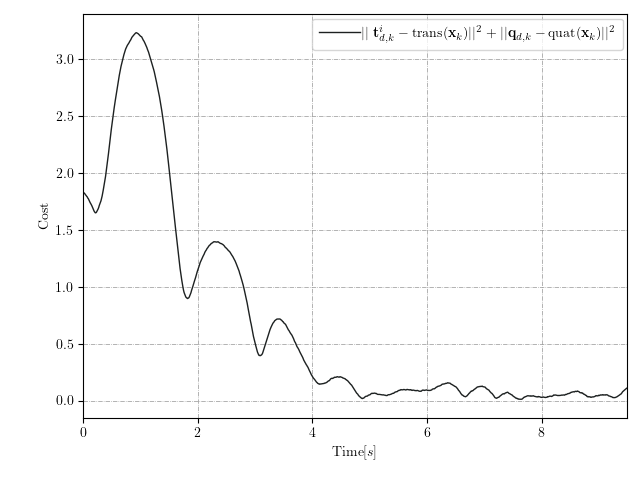 || t^i_{d,k} − trans(x_k)||² + ||q_{d,k} − quat(x_k)||²
3.0
2.5
2.0
1.5
1.0
0.5
0.0
Cost
0 2 4 6 8
Time[s]